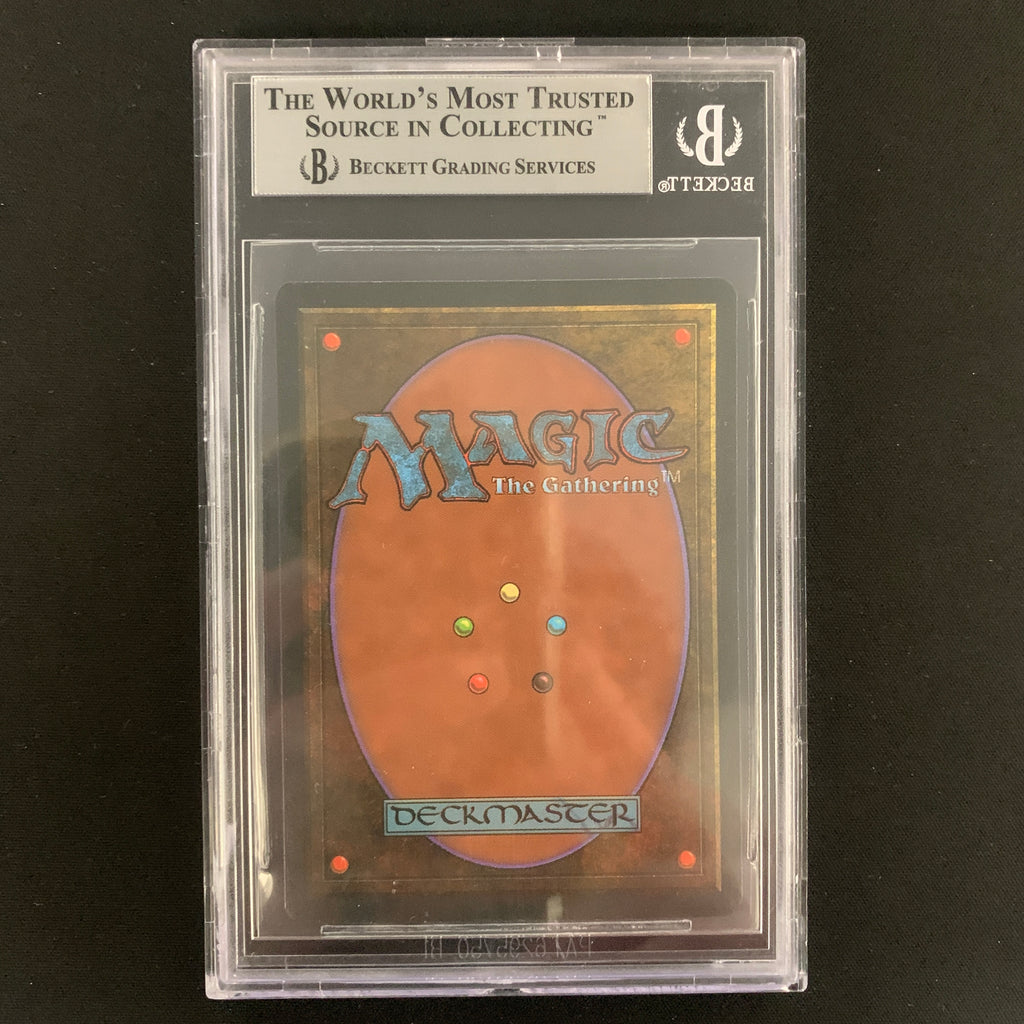 THE WORLD'S MOST TRUSTED
SOURCE IN COLLECTING™
B BECKETT GRADING SERVICES
B
BECKETT®
MAGIC
The Gathering™
DECKMASTER